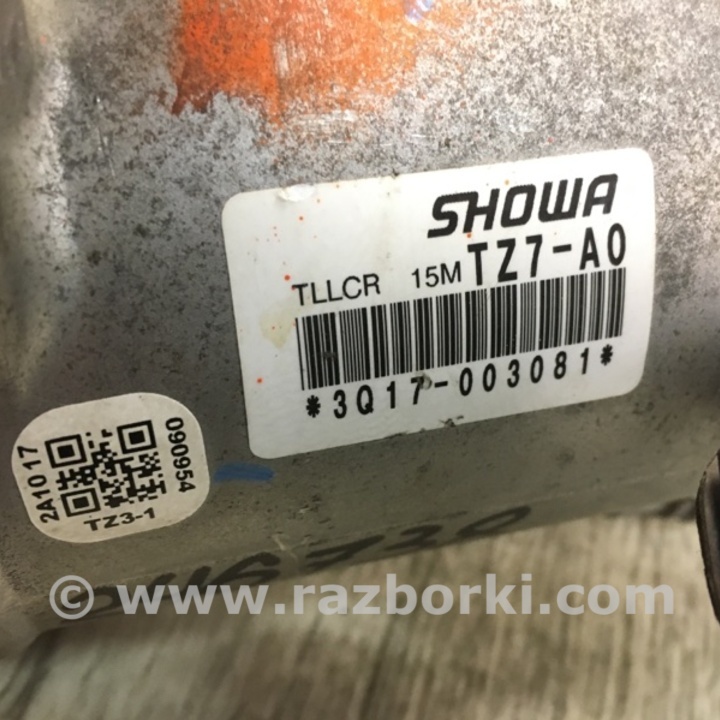 SHOWA
TLLCR 15M TZ7-A0
*3Q17-003081*
2A1017
090954
TZ3-1
© www.razborki.com